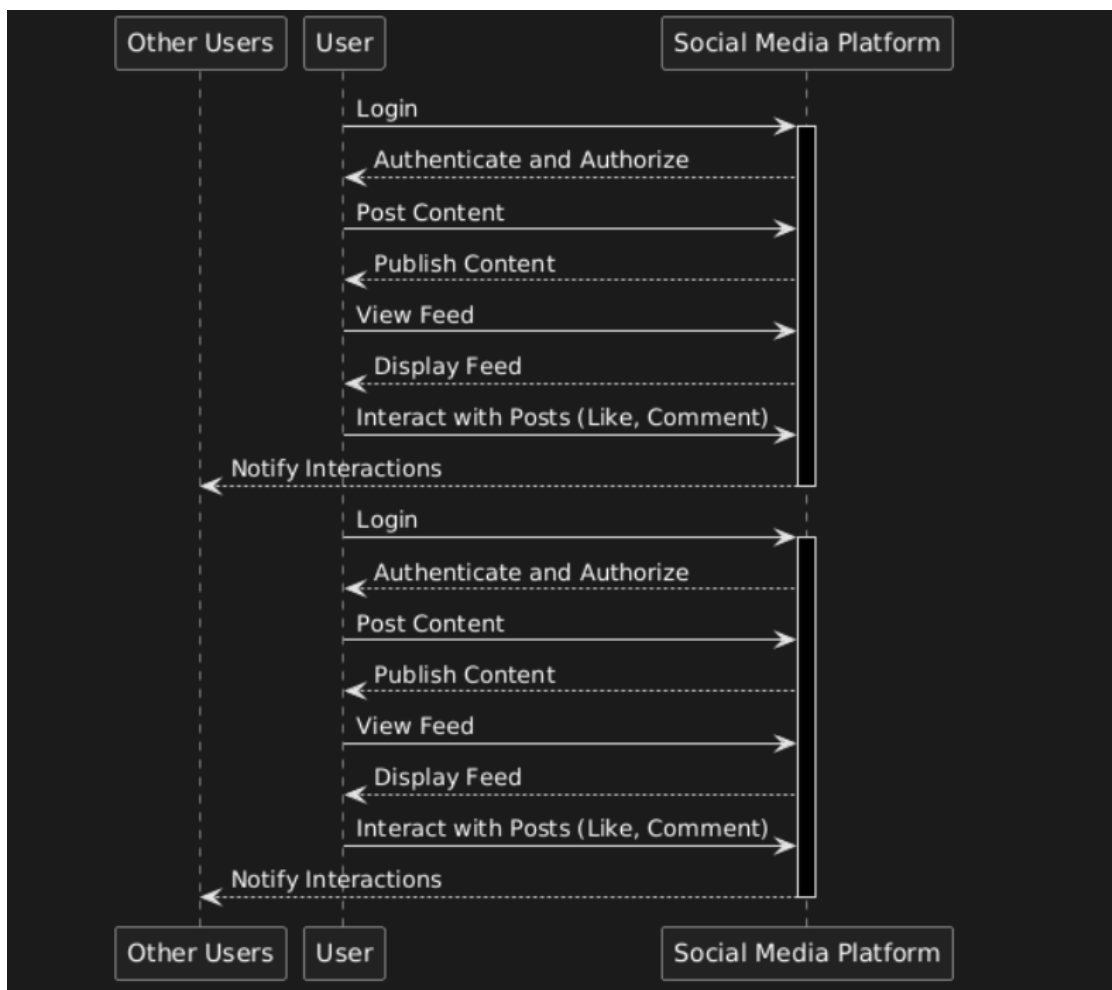 Other Users User Social Media Platform
Login
Authenticate and Authorize
Post Content
Publish Content
View Feed
Display Feed
Interact with Posts (Like, Comment)
Notify Interactions
Login
Authenticate and Authorize
Post Content
Publish Content
View Feed
Display Feed
Interact with Posts (Like, Comment)
Notify Interactions
Other Users User Social Media Platform